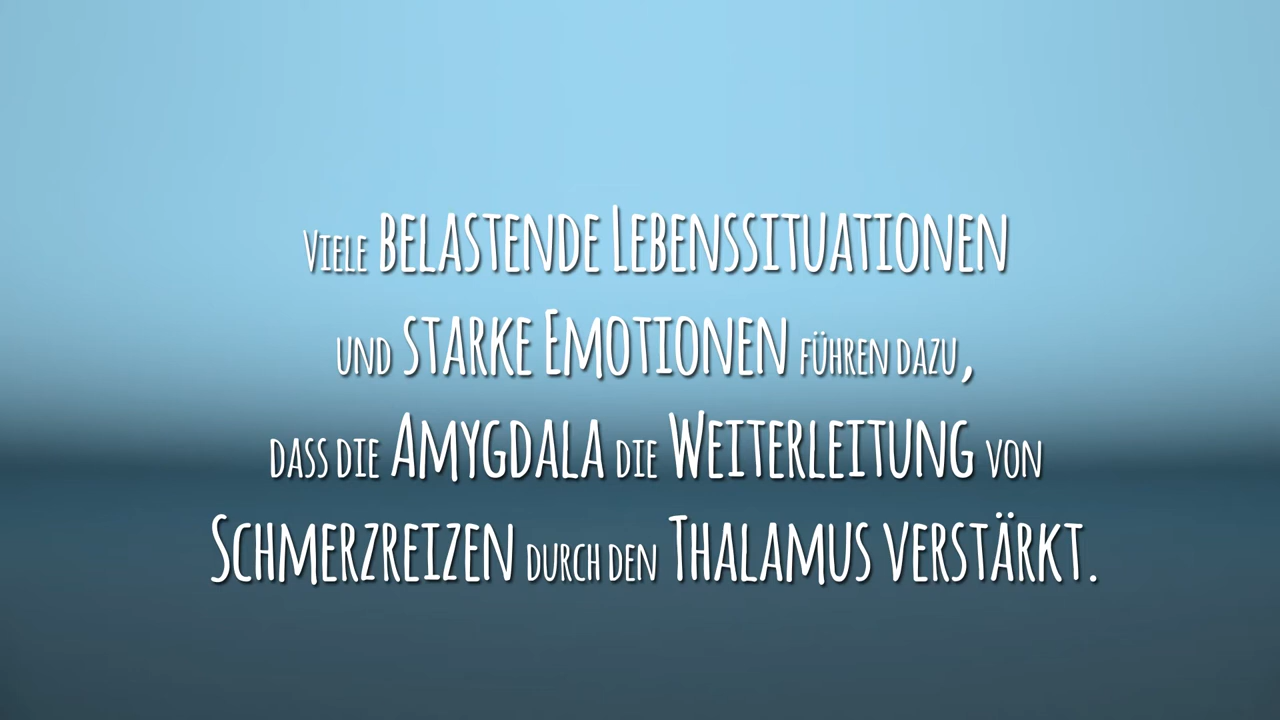 Viele belastende Lebenssituationen
und starke Emotionen führen dazu,
dass die Amygdala die Weiterleitung von
Schmerzreizen durch den Thalamus verstärkt.